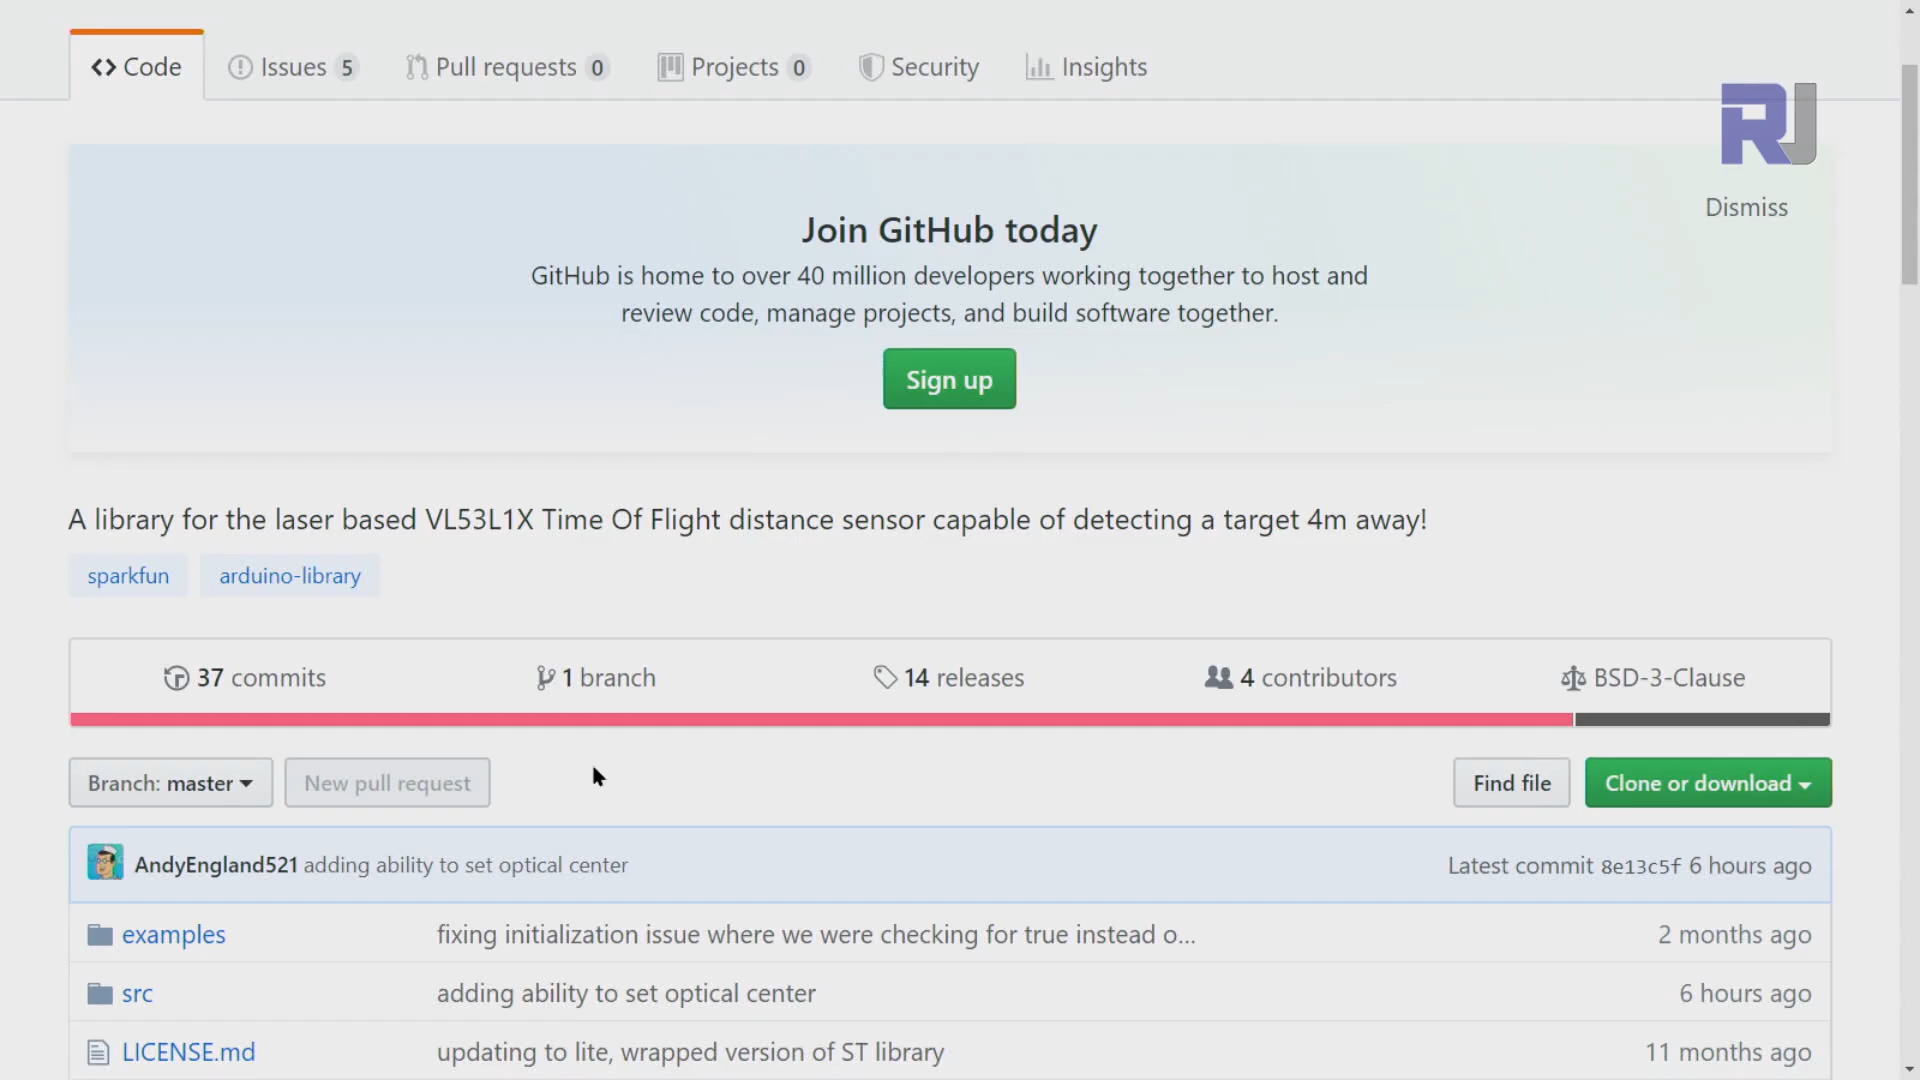 Code Issues 5 Pull requests 0 Projects 0 Security Insights
RJ
Dismiss
Join GitHub today
GitHub is home to over 40 million developers working together to host and
review code, manage projects, and build software together.
Sign up
A library for the laser based VL53L1X Time Of Flight distance sensor capable of detecting a target 4m away!
sparkfun arduino-library
37 commits 1 branch 14 releases 4 contributors BSD-3-Clause
Branch: master New pull request Find file Clone or download
AndyEngland521 adding ability to set optical center Latest commit 8e13c5f 6 hours ago
examples fixing initialization issue where we were checking for true instead o... 2 months ago
src adding ability to set optical center 6 hours ago
LICENSE.md updating to lite, wrapped version of ST library 11 months ago